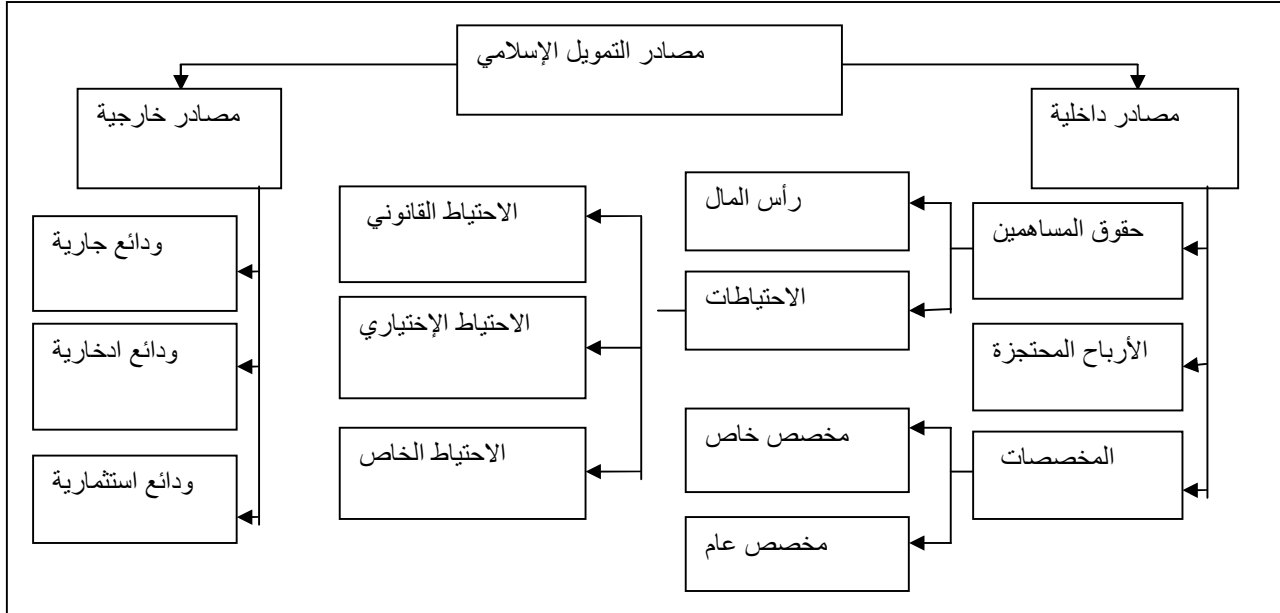 مصادر التمويل الإسلامي
مصادر داخلية
مصادر خارجية
حقوق المساهمين
الأرباح المحتجزة
المخصصات
رأس المال
الاحتياطات
مخصص خاص
مخصص عام
الاحتياط القانوني
الاحتياط الإختياري
الاحتياط الخاص
ودائع جارية
ودائع ادخارية
ودائع استثمارية